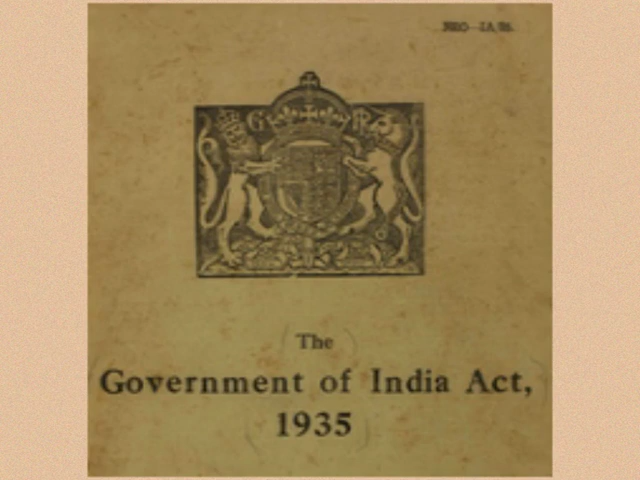 G R
The
Government of India Act,
1935